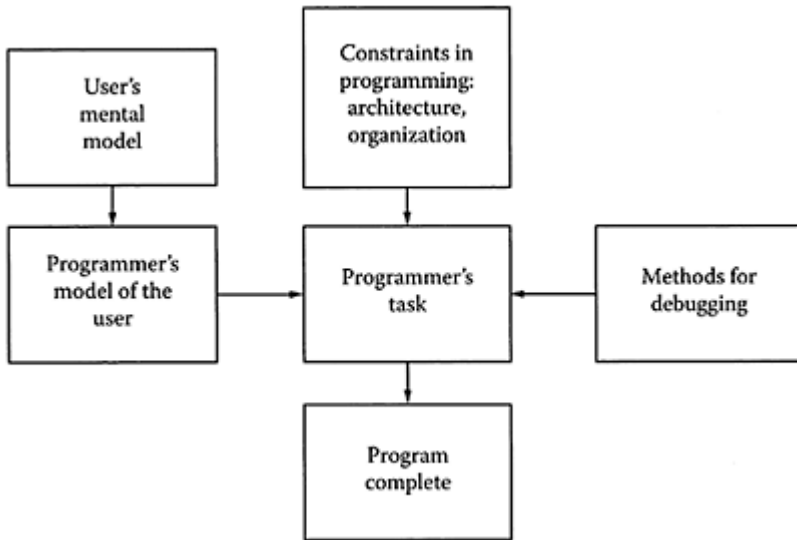 User's
mental
model
Constraints in
programming:
architecture,
organization
Programmer's
model of the
user
Programmer's
task
Methods for
debugging
Program
complete